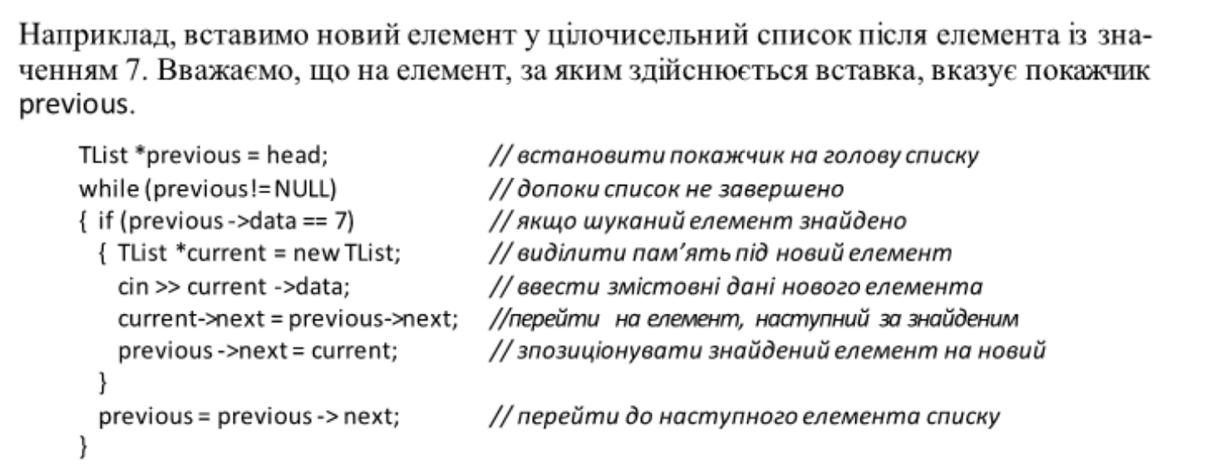 Наприклад, вставимо новий елемент у цілочисельний список після елемента із зна-
ченням 7. Вважаємо, що на елемент, за яким здійснюється вставка, вказує покажчик
previous.
TList *previous = head; // встановити покажчик на голову списку
while (previous!=NULL) // допоки список не завершено
{ if (previous ->data == 7) // якщо шуканий елемент знайдено
{ TList *current = new TList; // виділити пам’ять під новий елемент
cin >> current ->data; // ввести змістовні дані нового елемента
current->next = previous->next; //перейти на елемент, наступний за знайденим
previous ->next = current; // зпозиціонувати знайдений елемент на новий
}
previous = previous -> next; // перейти до наступного елемента списку
}